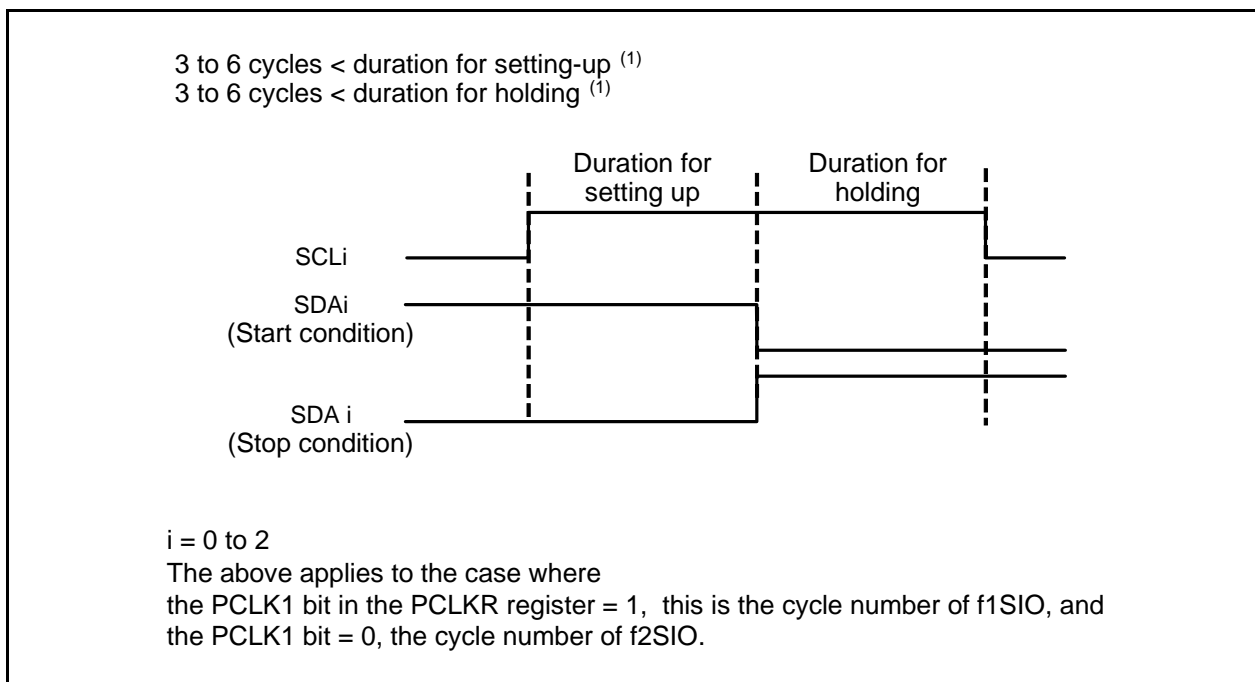 3 to 6 cycles < duration for setting-up (1)
3 to 6 cycles < duration for holding (1)
Duration for
setting up
Duration for
holding
SCLi
SDAi
(Start condition)
SDA i
(Stop condition)
i = 0 to 2
The above applies to the case where
the PCLK1 bit in the PCLKR register = 1, this is the cycle number of f1SIO, and
the PCLK1 bit = 0, the cycle number of f2SIO.